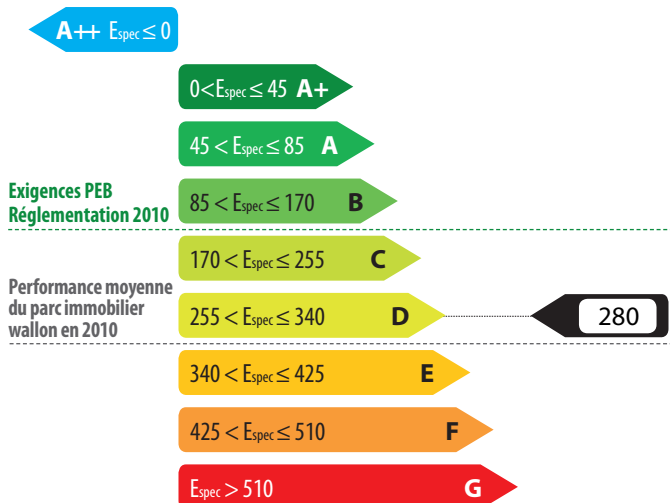 A++ Espec ≤ 0
0<Espec ≤ 45 A+
45 < Espec ≤ 85 A
Exigences PEB
Réglementation 2010
85 < Espec ≤ 170 B
170 < Espec ≤ 255 C
Performance moyenne
du parc immobilier
wallon en 2010
255 < Espec ≤ 340 D
280
340 < Espec ≤ 425 E
425 < Espec ≤ 510 F
Espec > 510 G